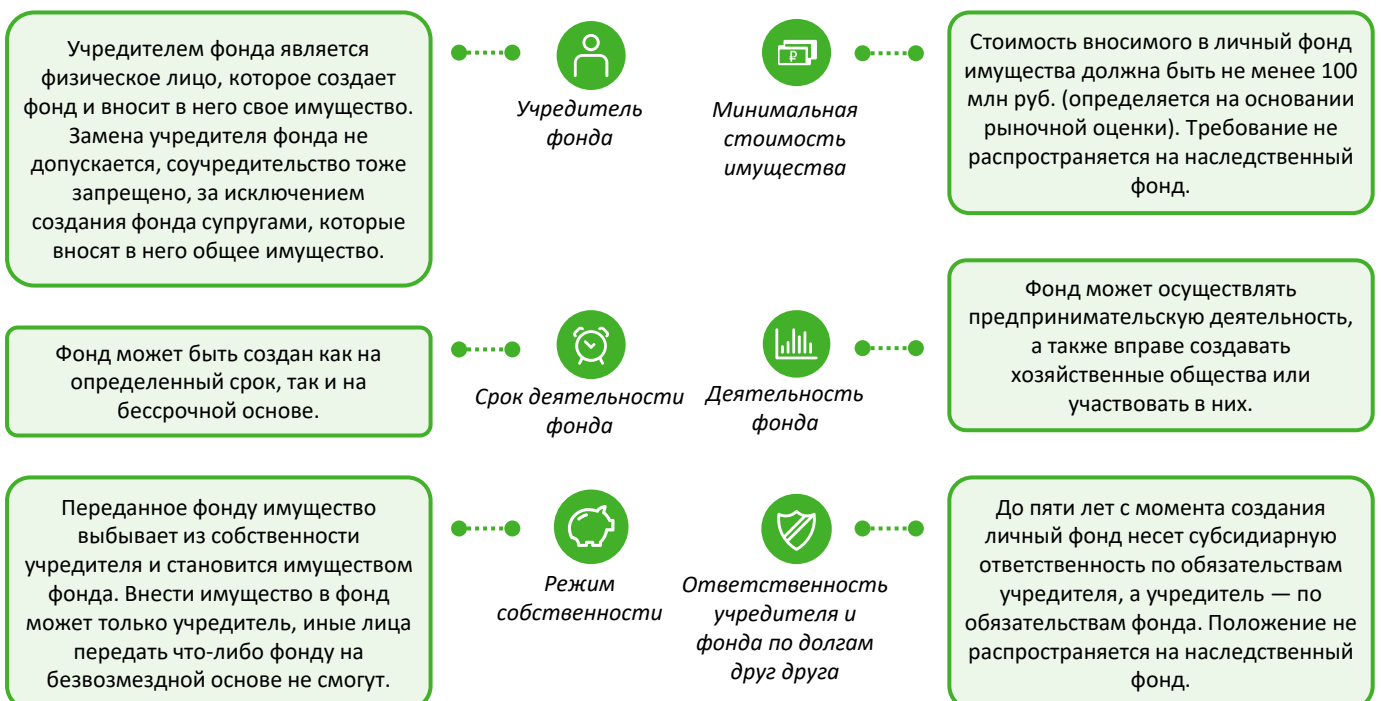 Учредителем фонда является
физическое лицо, которое создает
фонд и вносит в него свое имущество.
Замена учредителя фонда не
допускается, соучредительство тоже
запрещено, за исключением
создания фонда супругами, которые
вносят в него общее имущество.
Учредитель
фонда
Минимальная
стоимость
имущества
Стоимость вносимого в личный фонд
имущества должна быть не менее 100
млн руб. (определяется на основании
рыночной оценки). Требование не
распространяется на наследственный
фонд.
Фонд может быть создан как на
определенный срок, так и на
бессрочной основе.
Срок деятельности
фонда
Деятельность
фонда
Фонд может осуществлять
предпринимательскую деятельность,
а также вправе создавать
хозяйственные общества или
участвовать в них.
Переданное фонду имущество
выбывает из собственности
учредителя и становится имуществом
фонда. Внести имущество в фонд
может только учредитель, иные лица
передать что-либо фонду на
безвозмездной основе не смогут.
Режим
собственности
Ответственность
учредителя и
фонда по долгам
друг друга
До пяти лет с момента создания
личный фонд несет субсидиарную
ответственность по обязательствам
учредителя, а учредитель — по
обязательствам фонда. Положение не
распространяется на наследственный
фонд.